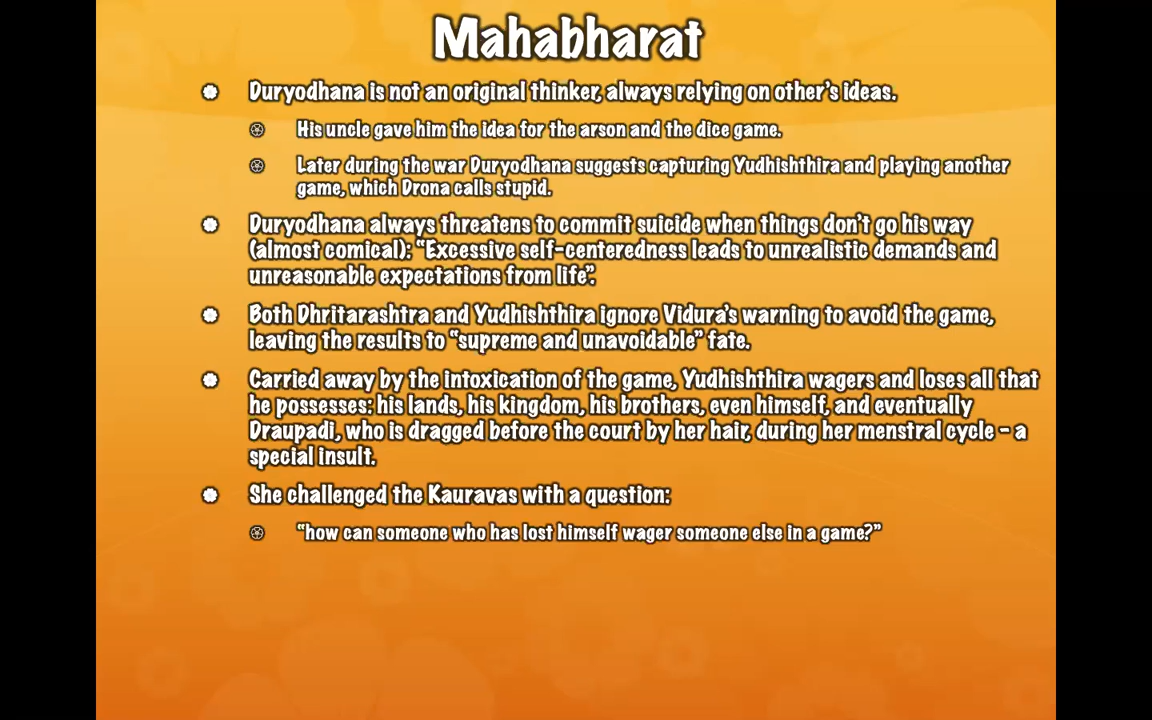 Mahabharat
Duryodhana is not an original thinker, always relying on other's ideas.
His uncle gave him the idea for the arson and the dice game.
Later during the war Duryodhana suggests capturing Yudhishthira and playing another
game, which Drona calls stupid.
Duryodhana always threatens to commit suicide when things don't go his way
(almost comical): “Excessive self-centeredness leads to unrealistic demands and
unreasonable expectations from life”.
Both Dhritarashtra and Yudhishthira ignore Vidura's warning to avoid the game,
leaving the results to “supreme and unavoidable” fate.
Carried away by the intoxication of the game, Yudhishthira wagers and loses all that
he possesses: his lands, his kingdom, his brothers, even himself, and eventually
Draupadi, who is dragged before the court by her hair, during her menstral cycle - a
special insult.
She challenged the Kauravas with a question:
“how can someone who has lost himself wager someone else in a game?”